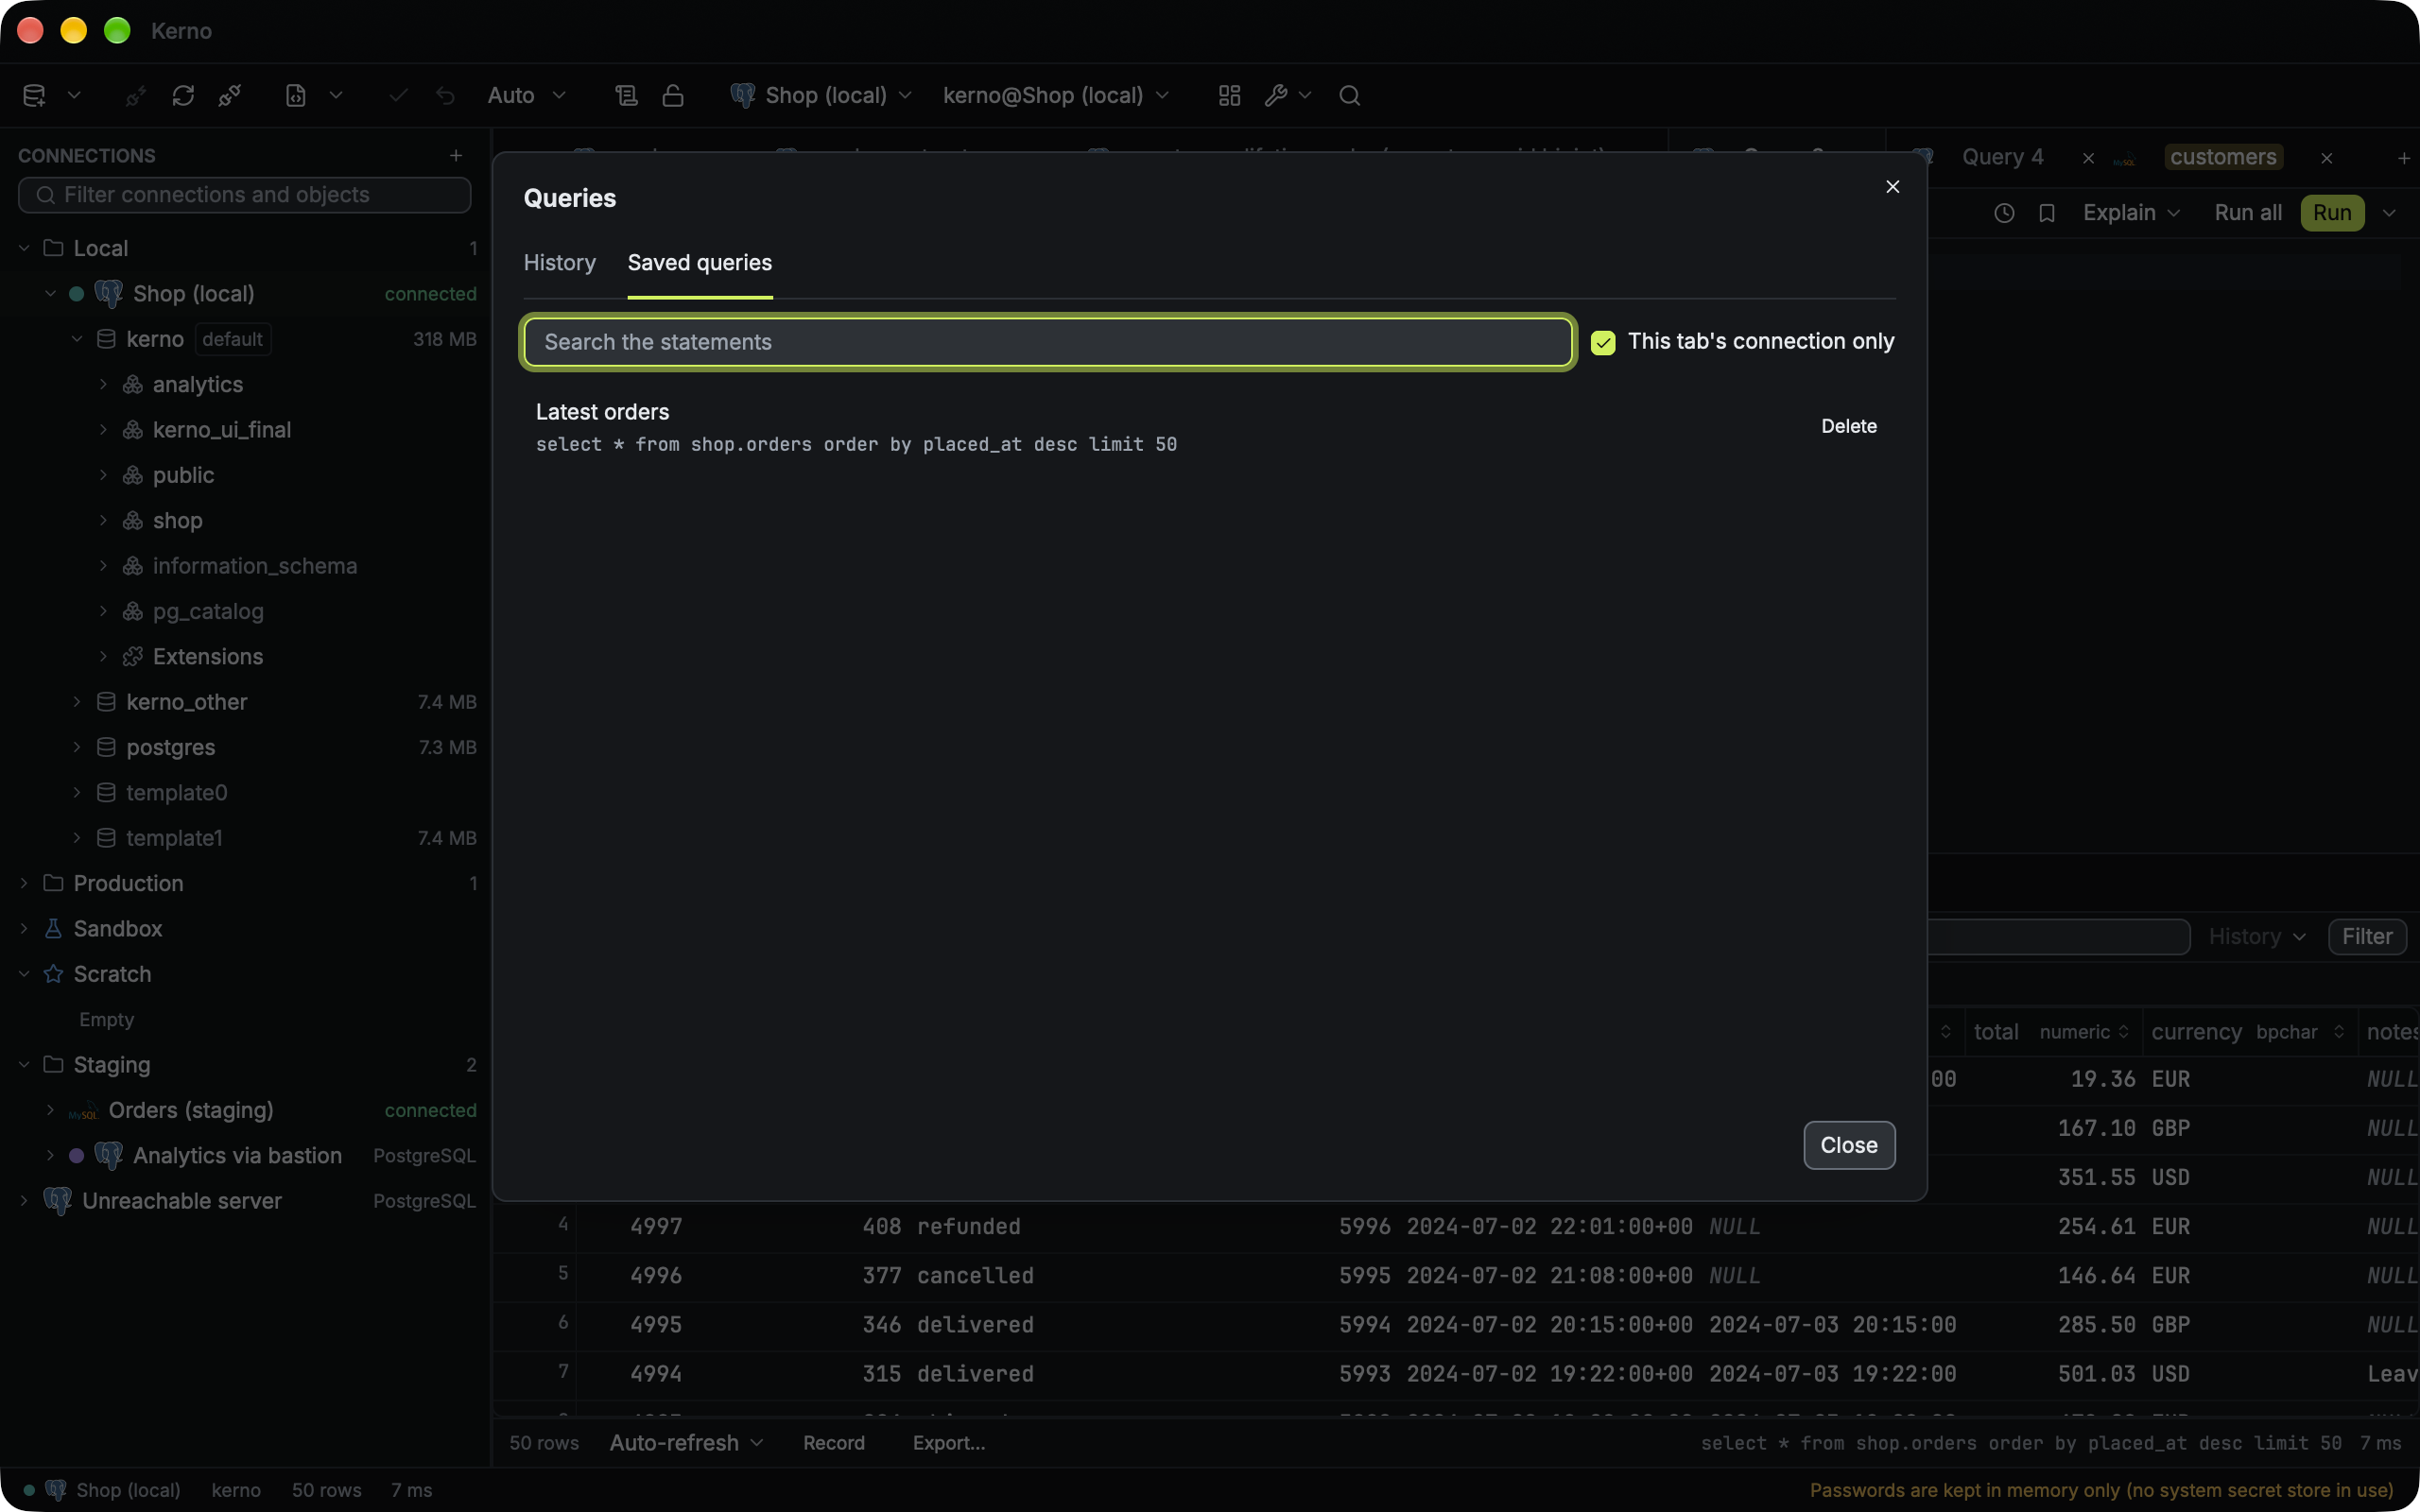 Kerno
Auto
Shop (local)
kerno@Shop (local)
CONNECTIONS
Filter connections and objects
Local 1
Shop (local) connected
kerno default 318 MB
analytics
kerno_ui_final
public
shop
information_schema
pg_catalog
Extensions
kerno_other 7.4 MB
postgres 7.3 MB
template0
template1 7.4 MB
Production 1
Sandbox
Scratch
Empty
Staging 2
MySQL Orders (staging) connected
Analytics via bastion PostgreSQL
Unreachable server PostgreSQL
Query 4
MySQL customers
Explain
Run all
Run
Queries
History
Saved queries
Search the statements
This tab's connection only
Latest orders
select * from shop.orders order by placed_at desc limit 50
Delete
Close
History
Filter
total numeric currency bpchar notes
00 19.36 EUR NULL
167.10 GBP NULL
351.55 USD NULL
4 4997 408 refunded 5996 2024-07-02 22:01:00+00 NULL 254.61 EUR NULL
5 4996 377 cancelled 5995 2024-07-02 21:08:00+00 NULL 146.64 EUR NULL
6 4995 346 delivered 5994 2024-07-02 20:15:00+00 2024-07-03 20:15:00 285.50 GBP NULL
7 4994 315 delivered 5993 2024-07-02 19:22:00+00 2024-07-03 19:22:00 501.03 USD Leav
50 rows Auto-refresh Record Export... select * from shop.orders order by placed_at desc limit 50 7 ms
Shop (local) kerno 50 rows 7 ms Passwords are kept in memory only (no system secret store in use)